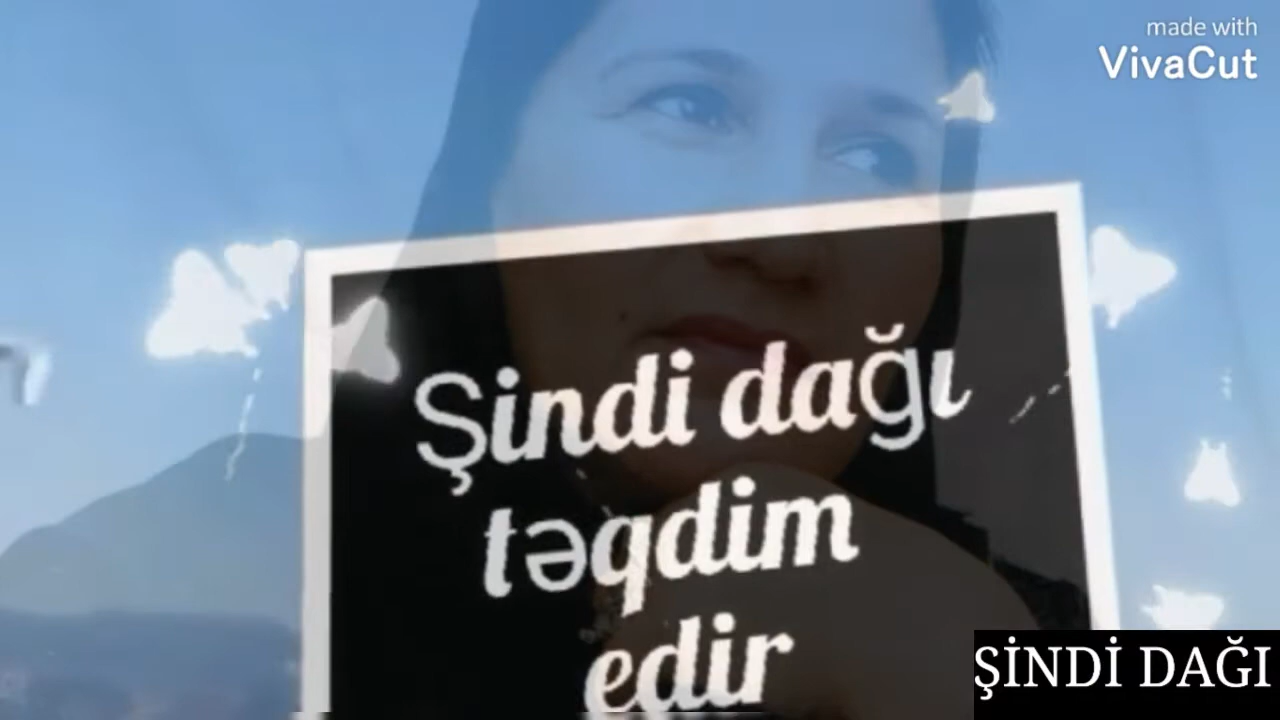 made with
VivaCut
Şindi dağı
təqdim
edir
ŞİNDİ DAĞI